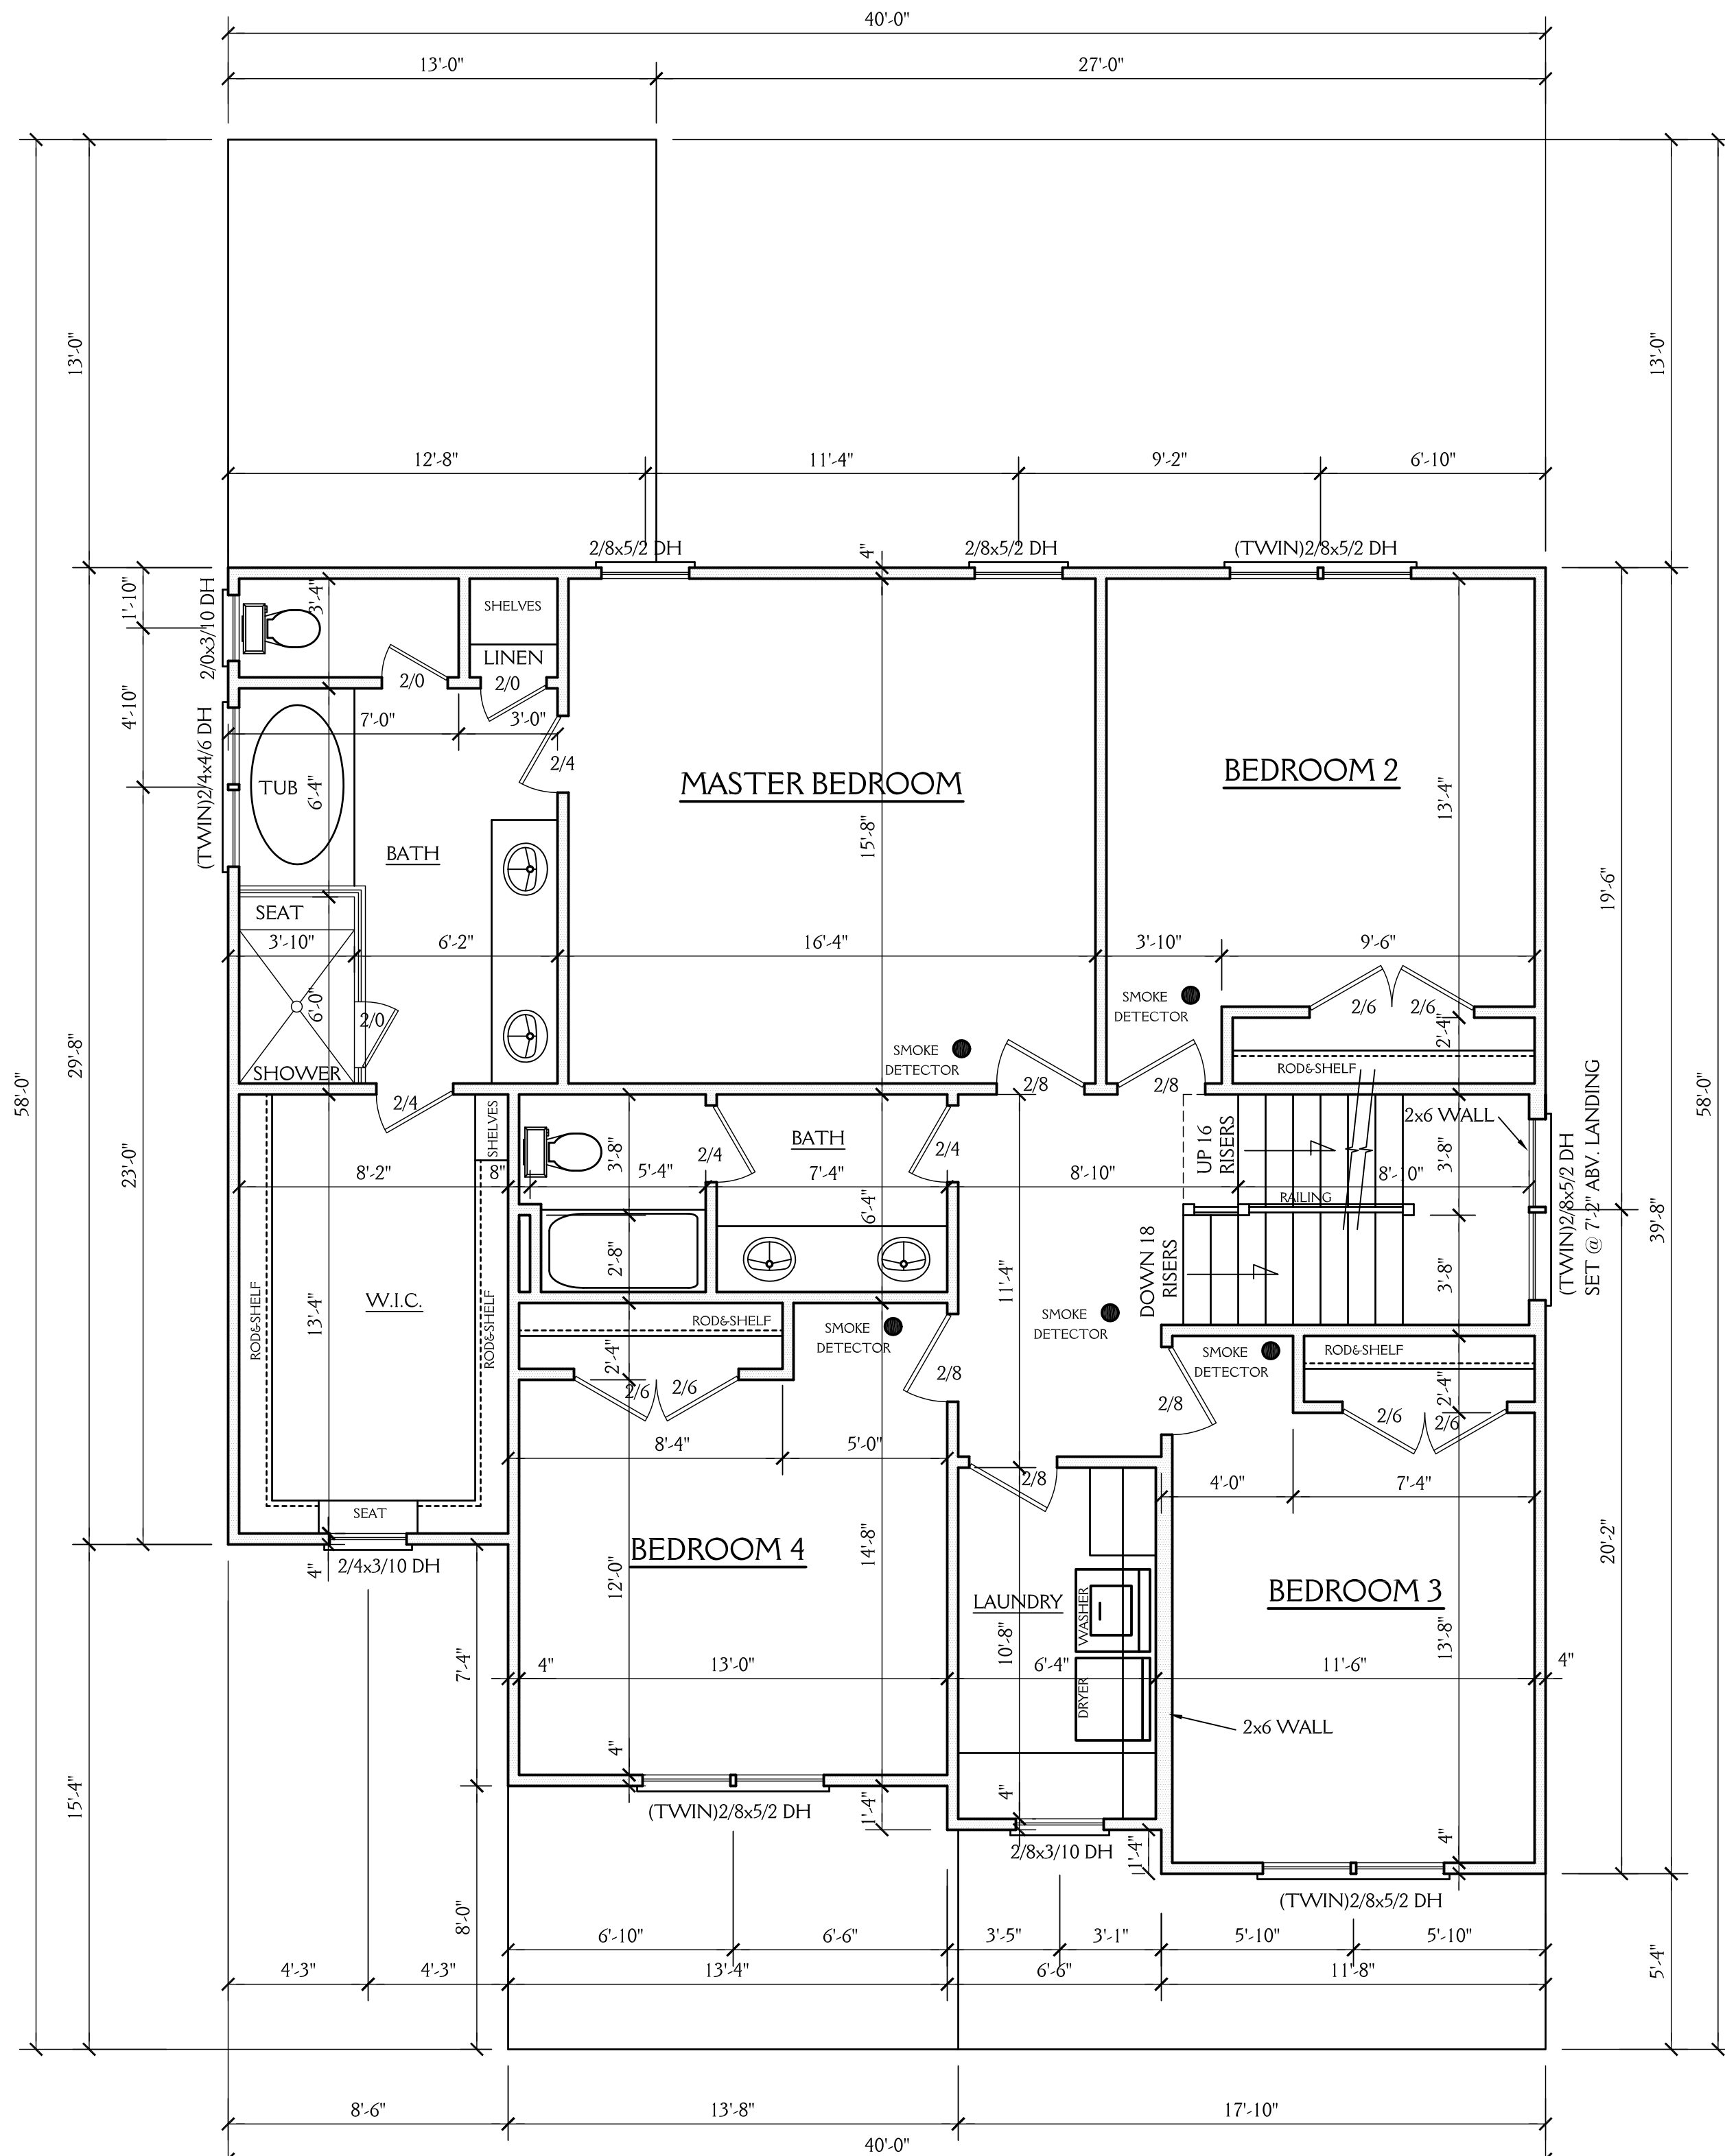 40'-0"
13'-0"
27'-0"
13'-0"
13'-0"
12'-8"
11'-4"
9'-2"
6'-10"
2/8x5/2 DH
4"
2/8x5/2 DH
(TWIN)2/8x5/2 DH
1'-10"
2/0x3/10 DH
3'-4"
SHELVES
LINEN
2/0
2/0
4'-10"
(TWIN)2/4x4/6 DH
7'-0"
3'-0"
2/4
TUB
6'-4"
MASTER BEDROOM
BEDROOM 2
13'-4"
15'-8"
BATH
19'-6"
SEAT
3'-10"
6'-2"
16'-4"
3'-10"
9'-6"
6'-0"
2/0
SMOKE
DETECTOR
2/6
2/6
2'-4"
SMOKE
DETECTOR
ROD&SHELF
SHOWER
2/8
2/8
29'-8"
58'-0"
58'-0"
2/4
SHELVES
2x6 WALL
23'-0"
3'-8"
2/4
BATH
2/4
UP 16
RISERS
3'-8"
(TWIN)2/8x5/2 DH
SET @ 7'-2" ABV. LANDING
8'-2"
8"
5'-4"
7'-4"
8'-10"
8'-10"
RAILING
6'-4"
39'-8"
2'-8"
DOWN 18
RISERS
3'-8"
11'-4"
W.I.C.
ROD&SHELF
13'-4"
ROD&SHELF
ROD&SHELF
SMOKE
DETECTOR
SMOKE
DETECTOR
SMOKE
DETECTOR
ROD&SHELF
2'-4"
2/6
2/6
2/8
2/8
2'-4"
2/6
2/6
8'-4"
5'-0"
2/8
4'-0"
7'-4"
SEAT
4"
2/4x3/10 DH
BEDROOM 4
12'-0"
14'-8"
20'-2"
LAUNDRY
WASHER
BEDROOM 3
10'-8"
13'-8"
7'-4"
4"
13'-0"
6'-4"
11'-6"
4"
DRYER
2x6 WALL
4"
15'-4"
(TWIN)2/8x5/2 DH
1'-4"
4"
2/8x3/10 DH
1'-4"
4"
(TWIN)2/8x5/2 DH
8'-0"
6'-10"
6'-6"
3'-5"
3'-1"
5'-10"
5'-10"
5'-4"
4'-3"
4'-3"
13'-4"
6'-6"
11'-8"
8'-6"
13'-8"
17'-10"
40'-0"